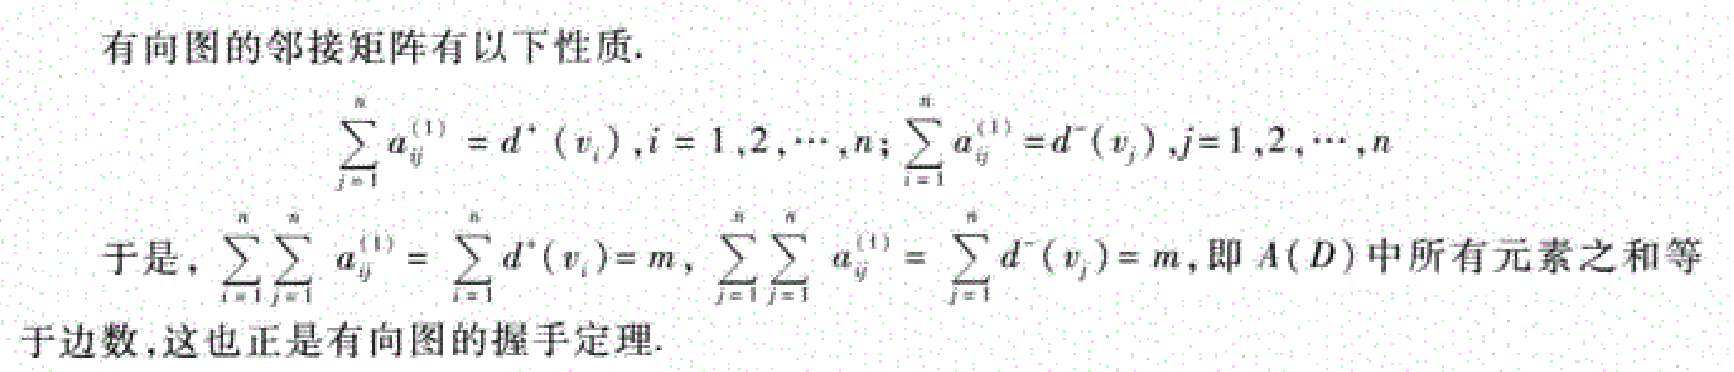 有向图的邻接矩阵有以下性质.
$\sum_{j=1}^{n} a_{ij}^{(1)} = d^{+}(v_i), i = 1,2,\cdots,n; \sum_{i=1}^{n} a_{ij}^{(1)} = d^{-}(v_j), j=1,2,\cdots,n$
于是, $\sum_{i=1}^{n}\sum_{j=1}^{n} a_{ij}^{(1)} = \sum_{i=1}^{n} d^{+}(v_i) = m, \sum_{j=1}^{n}\sum_{j=1}^{n} a_{ij}^{(1)} = \sum_{j=1}^{n} d^{-}(v_j) = m$, 即 $A(D)$ 中所有元素之和等
于边数,这也正是有向图的握手定理.